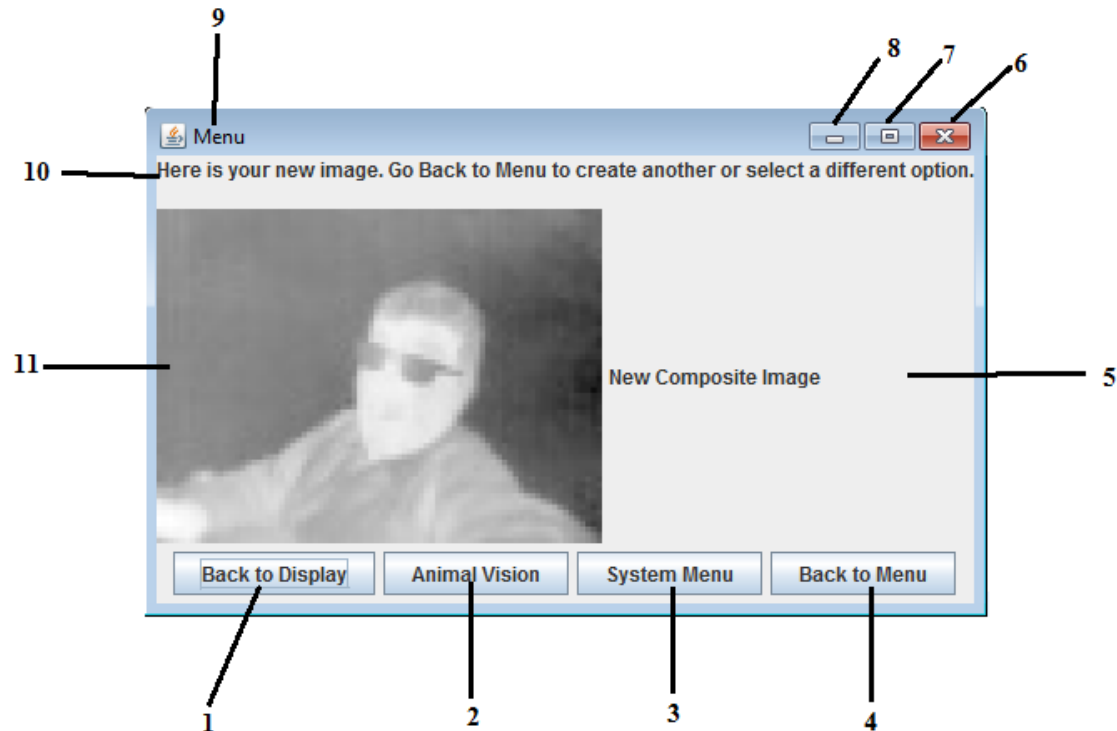 9
8
7
6
Menu
10
Here is your new image. Go Back to Menu to create another or select a different option.
11
New Composite Image
5
Back to Display
Animal Vision
System Menu
Back to Menu
1
2
3
4